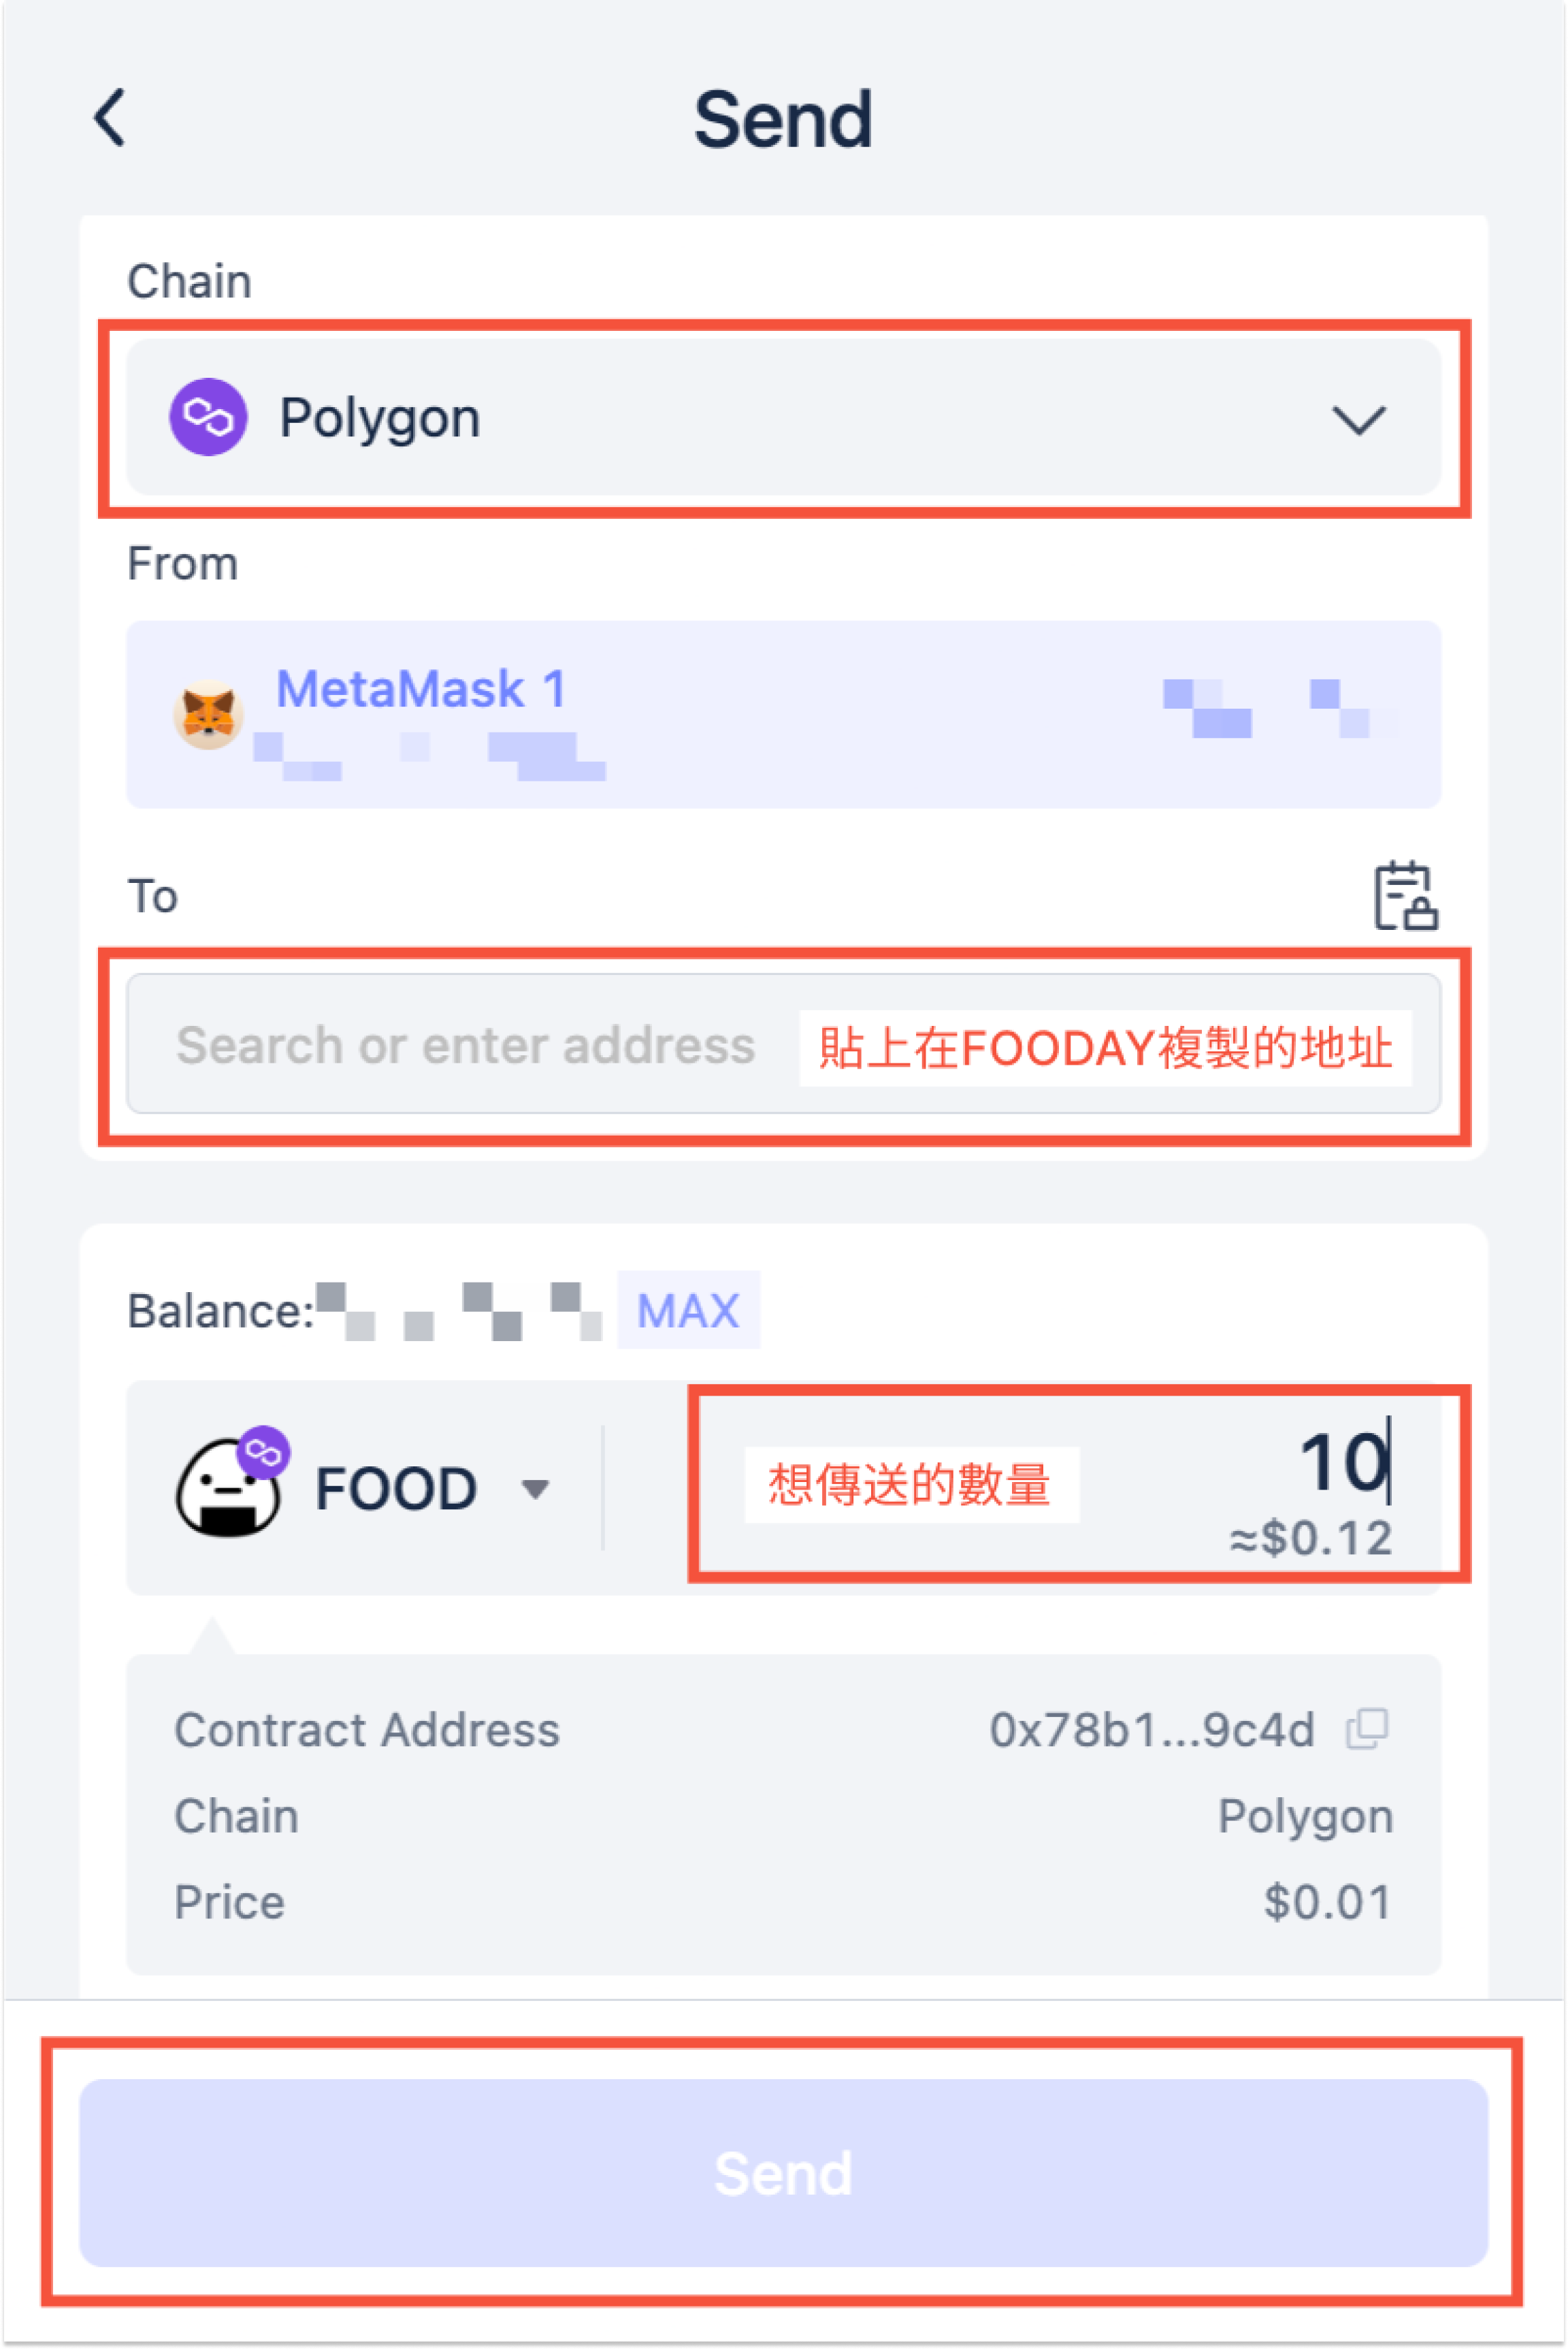 Send
Chain
Polygon
From
MetaMask 1
To
Search or enter address 貼上在FOODAY複製的地址
Balance: MAX
FOOD 想傳送的數量 10
≈$0.12
Contract Address 0x78b1...9c4d
Chain Polygon
Price $0.01
Send